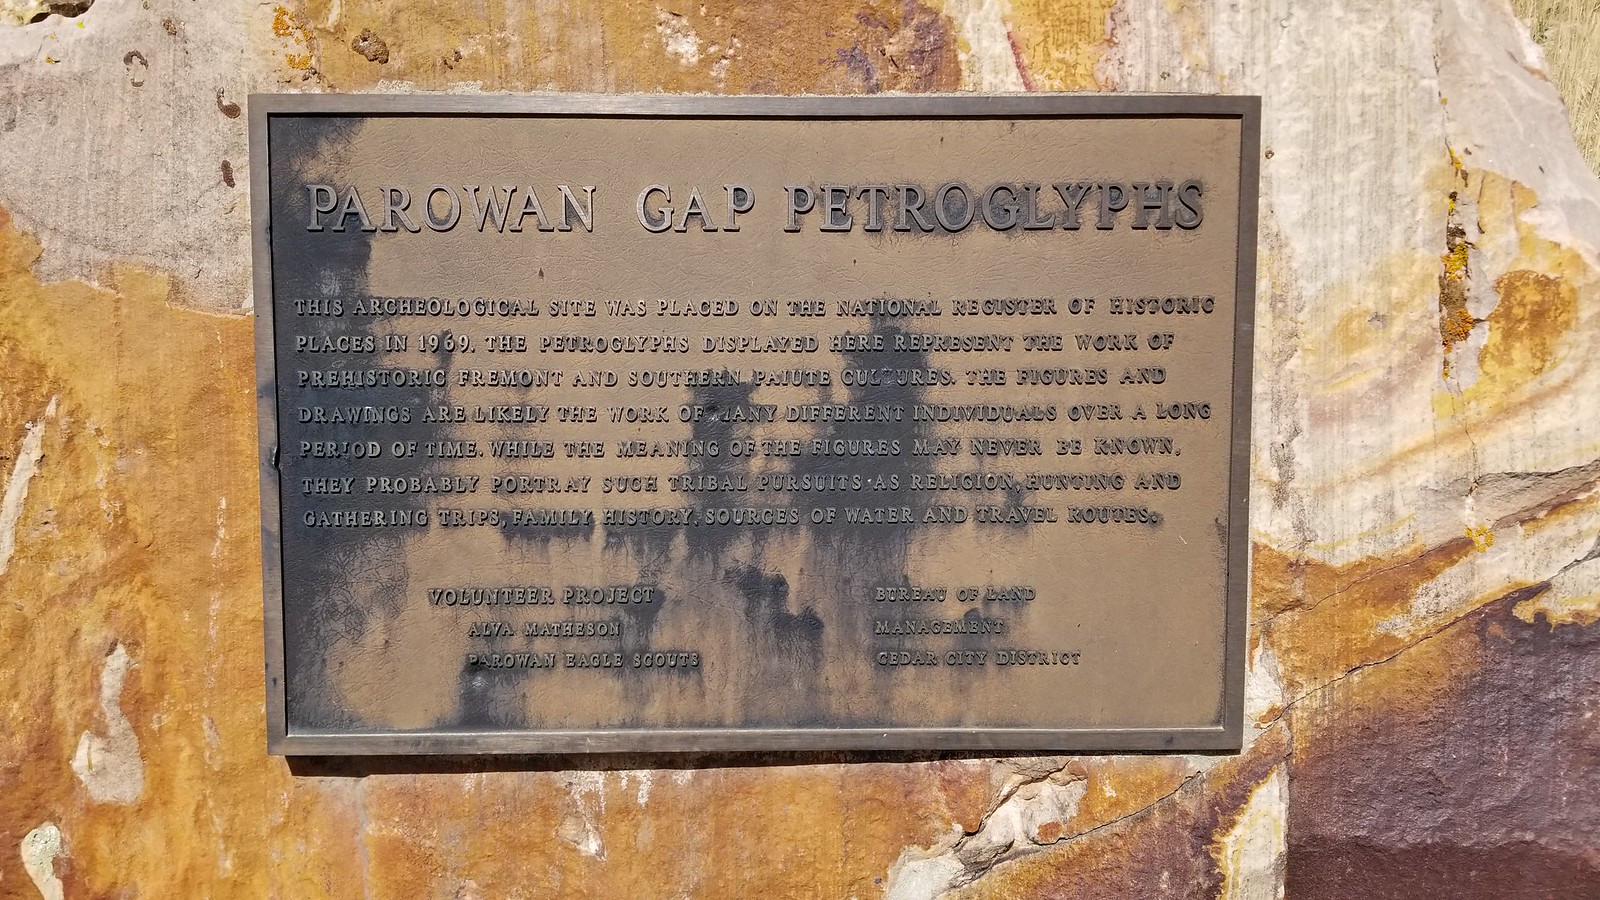 PAROWAN GAP PETROGLYPHS
THIS ARCHEOLOGICAL SITE WAS PLACED ON THE NATIONAL REGISTER OF HISTORIC
PLACES IN 1969. THE PETROGLYPHS DISPLAYED HERE REPRESENT THE WORK OF
PREHISTORIC FREMONT AND SOUTHERN PAIUTE CULTURES. THE FIGURES AND
DRAWINGS ARE LIKELY THE WORK OF MANY DIFFERENT INDIVIDUALS OVER A LONG
PERIOD OF TIME. WHILE THE MEANING OF THE FIGURES MAY NEVER BE KNOWN,
THEY PROBABLY PORTRAY SUCH TRIBAL PURSUITS AS RELIGION, HUNTING AND
GATHERING TRIPS, FAMILY HISTORY, SOURCES OF WATER AND TRAVEL ROUTES.
VOLUNTEER PROJECT
ALVA MATHESON
PAROWAN EAGLE SCOUTS
BUREAU OF LAND
MANAGEMENT
CEDAR CITY DISTRICT